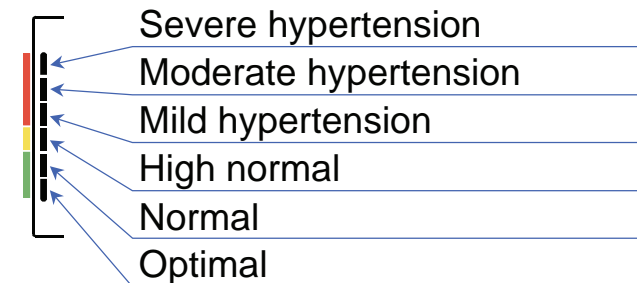 Severe hypertension
Moderate hypertension
Mild hypertension
High normal
Normal
Optimal